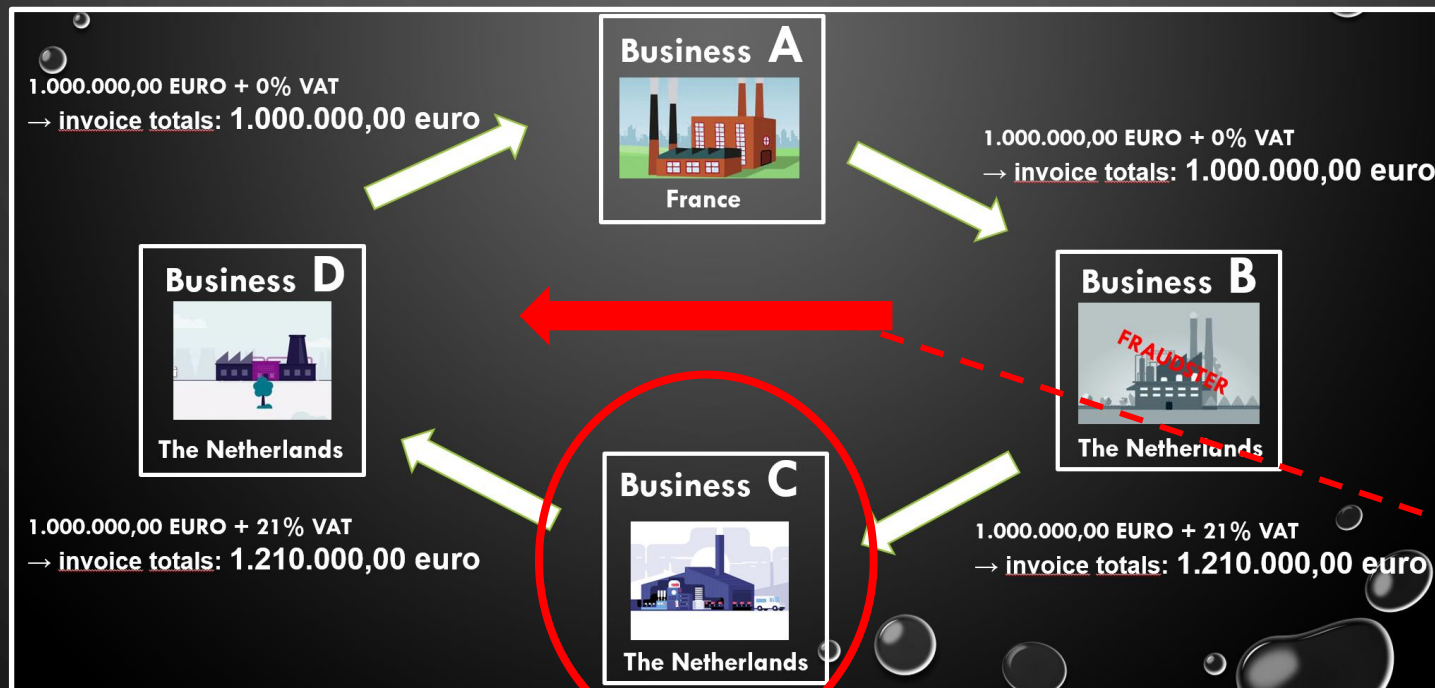 Business A
France
1.000.000,00 EURO + 0% VAT
→ invoice totals: 1.000.000,00 euro
1.000.000,00 EURO + 0% VAT
→ invoice totals: 1.000.000,00 euro
Business D
The Netherlands
Business B
FRAUDSTER
The Netherlands
Business C
The Netherlands
1.000.000,00 EURO + 21% VAT
→ invoice totals: 1.210.000,00 euro
1.000.000,00 EURO + 21% VAT
→ invoice totals: 1.210.000,00 euro